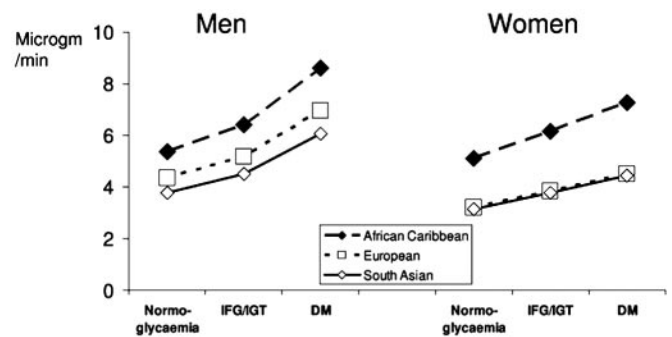 Men
Women
Microgm
/min
10
8
6
4
2
0
African Caribbean
European
South Asian
Normo-
glycaemia
IFG/IGT
DM
Normo-
glycaemia
IFG/IGT
DM